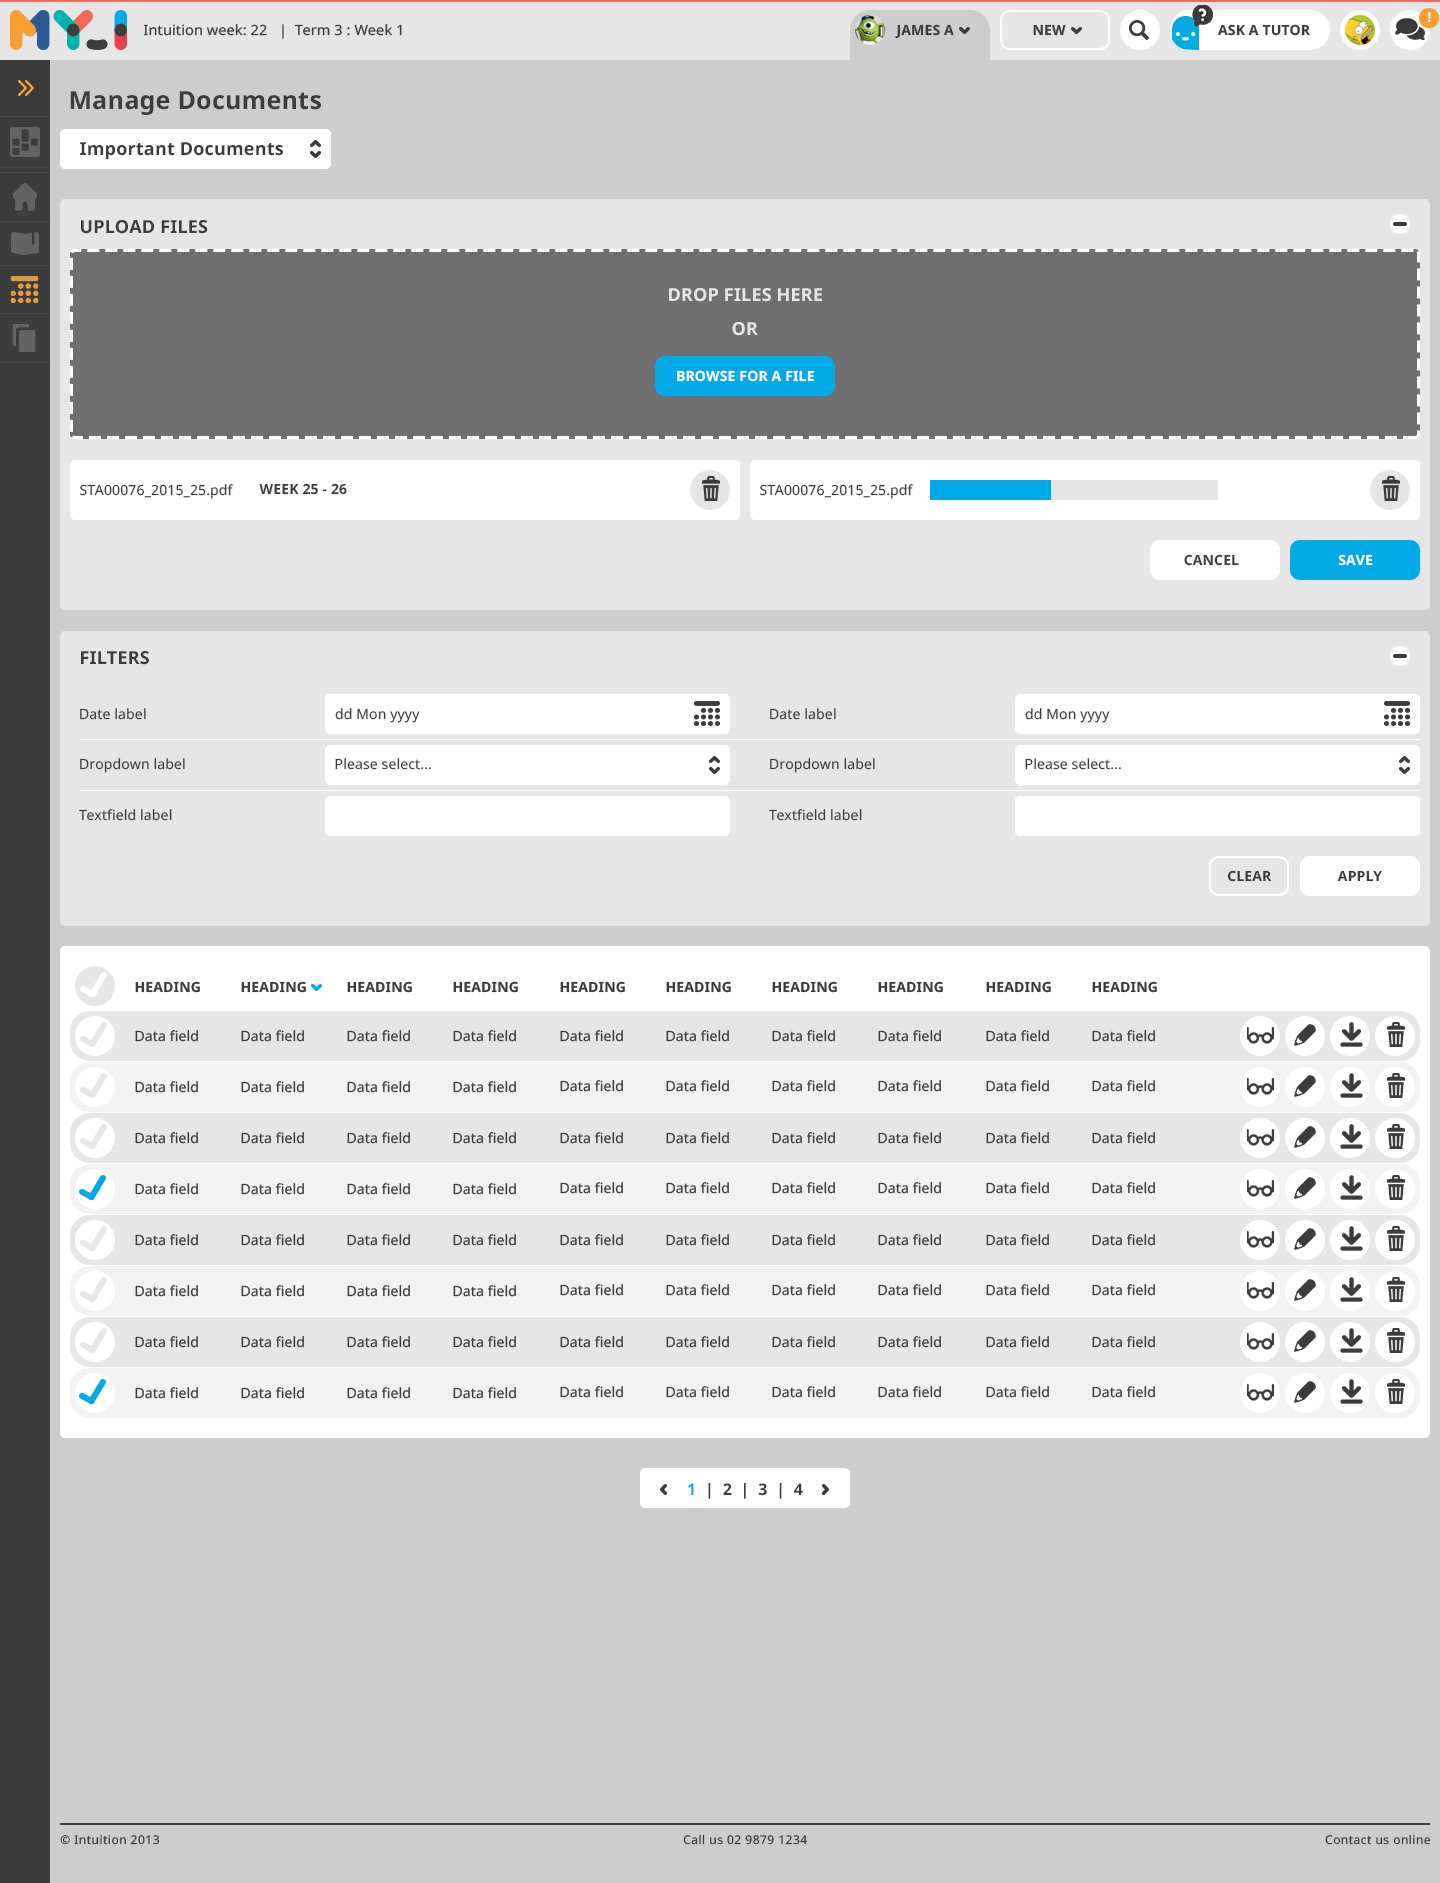 MY_I
Intuition week: 22 | Term 3 : Week 1
JAMES A
NEW
?
ASK A TUTOR
!
Manage Documents
Important Documents
UPLOAD FILES
DROP FILES HERE
OR
BROWSE FOR A FILE
STA00076_2015_25.pdf WEEK 25 - 26
STA00076_2015_25.pdf
CANCEL SAVE
FILTERS
Date label dd Mon yyyy Date label dd Mon yyyy
Dropdown label Please select... Dropdown label Please select...
Textfield label Textfield label
CLEAR APPLY
HEADING HEADING HEADING HEADING HEADING HEADING HEADING HEADING HEADING HEADING
Data field Data field Data field Data field Data field Data field Data field Data field Data field Data field
Data field Data field Data field Data field Data field Data field Data field Data field Data field Data field
Data field Data field Data field Data field Data field Data field Data field Data field Data field Data field
Data field Data field Data field Data field Data field Data field Data field Data field Data field Data field
Data field Data field Data field Data field Data field Data field Data field Data field Data field Data field
Data field Data field Data field Data field Data field Data field Data field Data field Data field Data field
Data field Data field Data field Data field Data field Data field Data field Data field Data field Data field
Data field Data field Data field Data field Data field Data field Data field Data field Data field Data field
1 | 2 | 3 | 4
© Intuition 2013 Call us 02 9879 1234 Contact us online